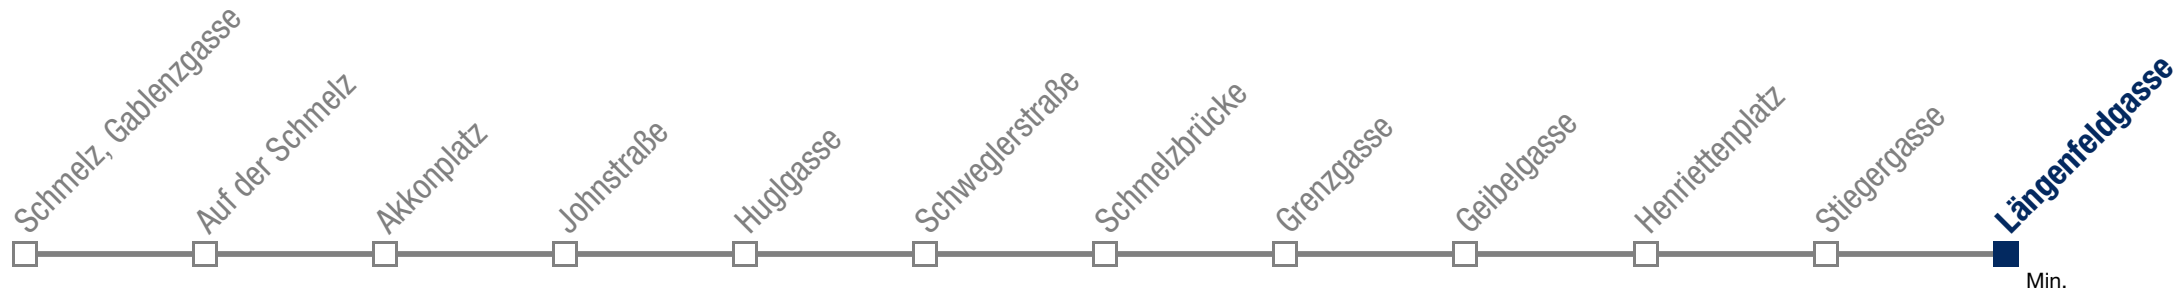 Schmelz, Gablenzgasse
Auf der Schmelz
Akkonplatz
Johnstraße
Huglgasse
Schweglerstraße
Schmelzbrücke
Grenzgasse
Geibelgasse
Henriettenplatz
Stiegergasse
Längenfeldgasse
Min.